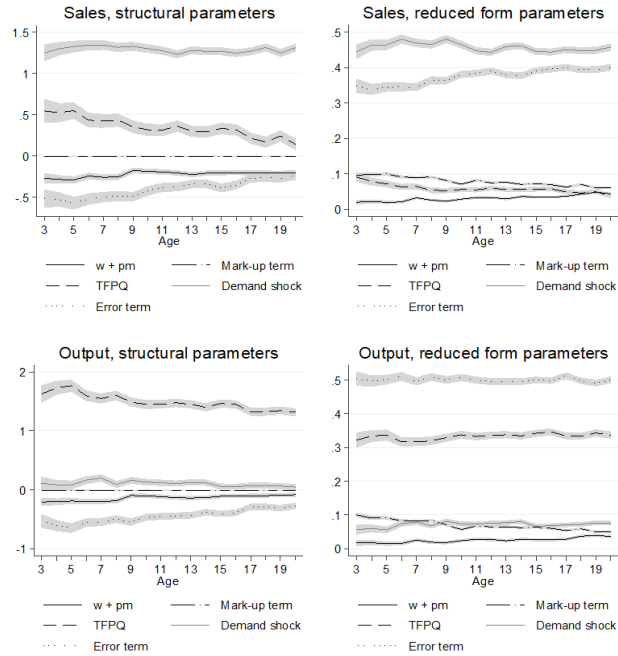 Sales, structural parameters
1.5
1
.5
0
-.5
3 5 7 9 11 13 15 17 19
Age
w + pm
Mark-up term
TFPQ
Demand shock
Error term
Sales, reduced form parameters
.5
.4
.3
.2
.1
0
3 5 7 9 11 13 15 17 19
Age
w + pm
Mark-up term
TFPQ
Demand shock
Error term
Output, structural parameters
2
1
0
-1
3 5 7 9 11 13 15 17 19
Age
w + pm
Mark-up term
TFPQ
Demand shock
Error term
Output, reduced form parameters
.5
.4
.3
.2
.1
0
3 5 7 9 11 13 15 17 19
Age
w + pm
Mark-up term
TFPQ
Demand shock
Error term